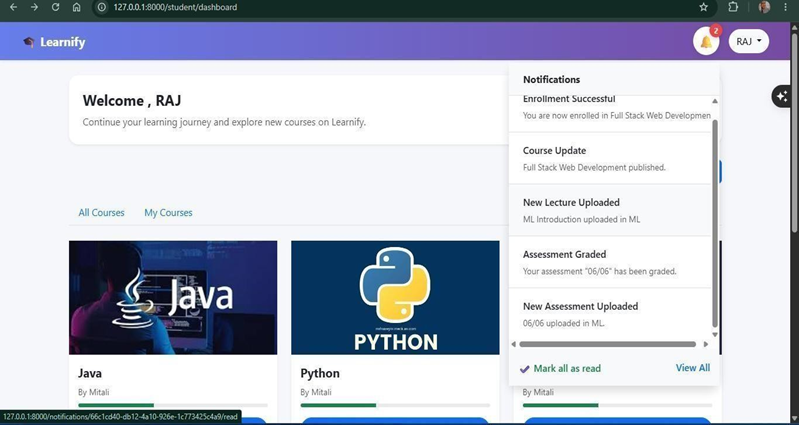 127.0.0.1:8000/student/dashboard
Learnify
2
RAJ
Welcome , RAJ
Continue your learning journey and explore new courses on Learnify.
All Courses
My Courses
Notifications
Enrollment Successful
You are now enrolled in Full Stack Web Developmen
Course Update
Full Stack Web Development published.
New Lecture Uploaded
ML Introduction uploaded in ML
Assessment Graded
Your assessment "06/06" has been graded.
New Assessment Uploaded
06/06 uploaded in ML.
Mark all as read
View All
Java
PYTHON
Java
By Mitali
Python
By Mitali
By Mitali
127.0.0.1:8000/notifications/66c1cd40-db12-4a10-926e-1c773425c4a9/read